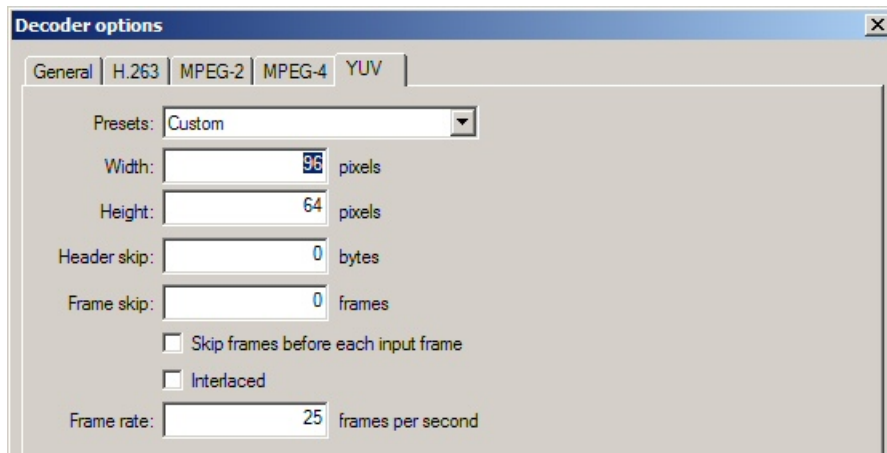 Decoder options
General H.263 MPEG-2 MPEG-4 YUV
Presets: Custom
Width: 96 pixels
Height: 64 pixels
Header skip: 0 bytes
Frame skip: 0 frames
Skip frames before each input frame
Interlaced
Frame rate: 25 frames per second